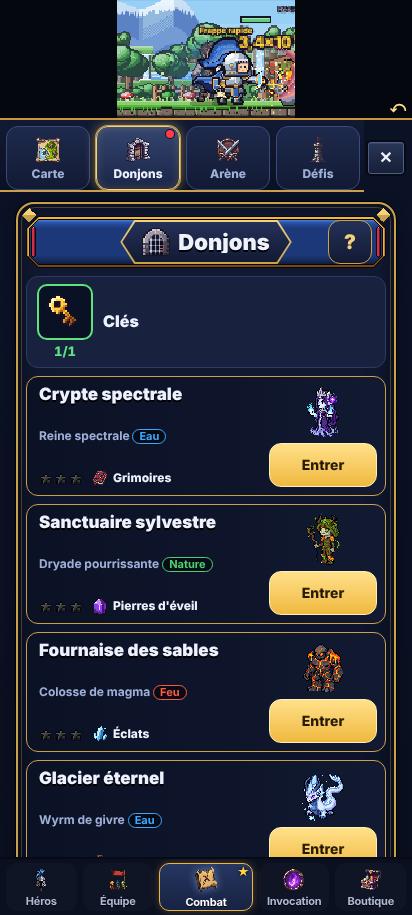 Frappe rapide
3,4×10
Carte
Donjons
Arène
Défis
×
Donjons
?
Clés
1/1
Crypte spectrale
Reine spectrale Eau
Grimoires
Entrer
Sanctuaire sylvestre
Dryade pourrissante Nature
Pierres d'éveil
Entrer
Fournaise des sables
Colosse de magma Feu
Éclats
Entrer
Glacier éternel
Wyrm de givre Eau
Entrer
Héros
Équipe
Combat
Invocation
Boutique